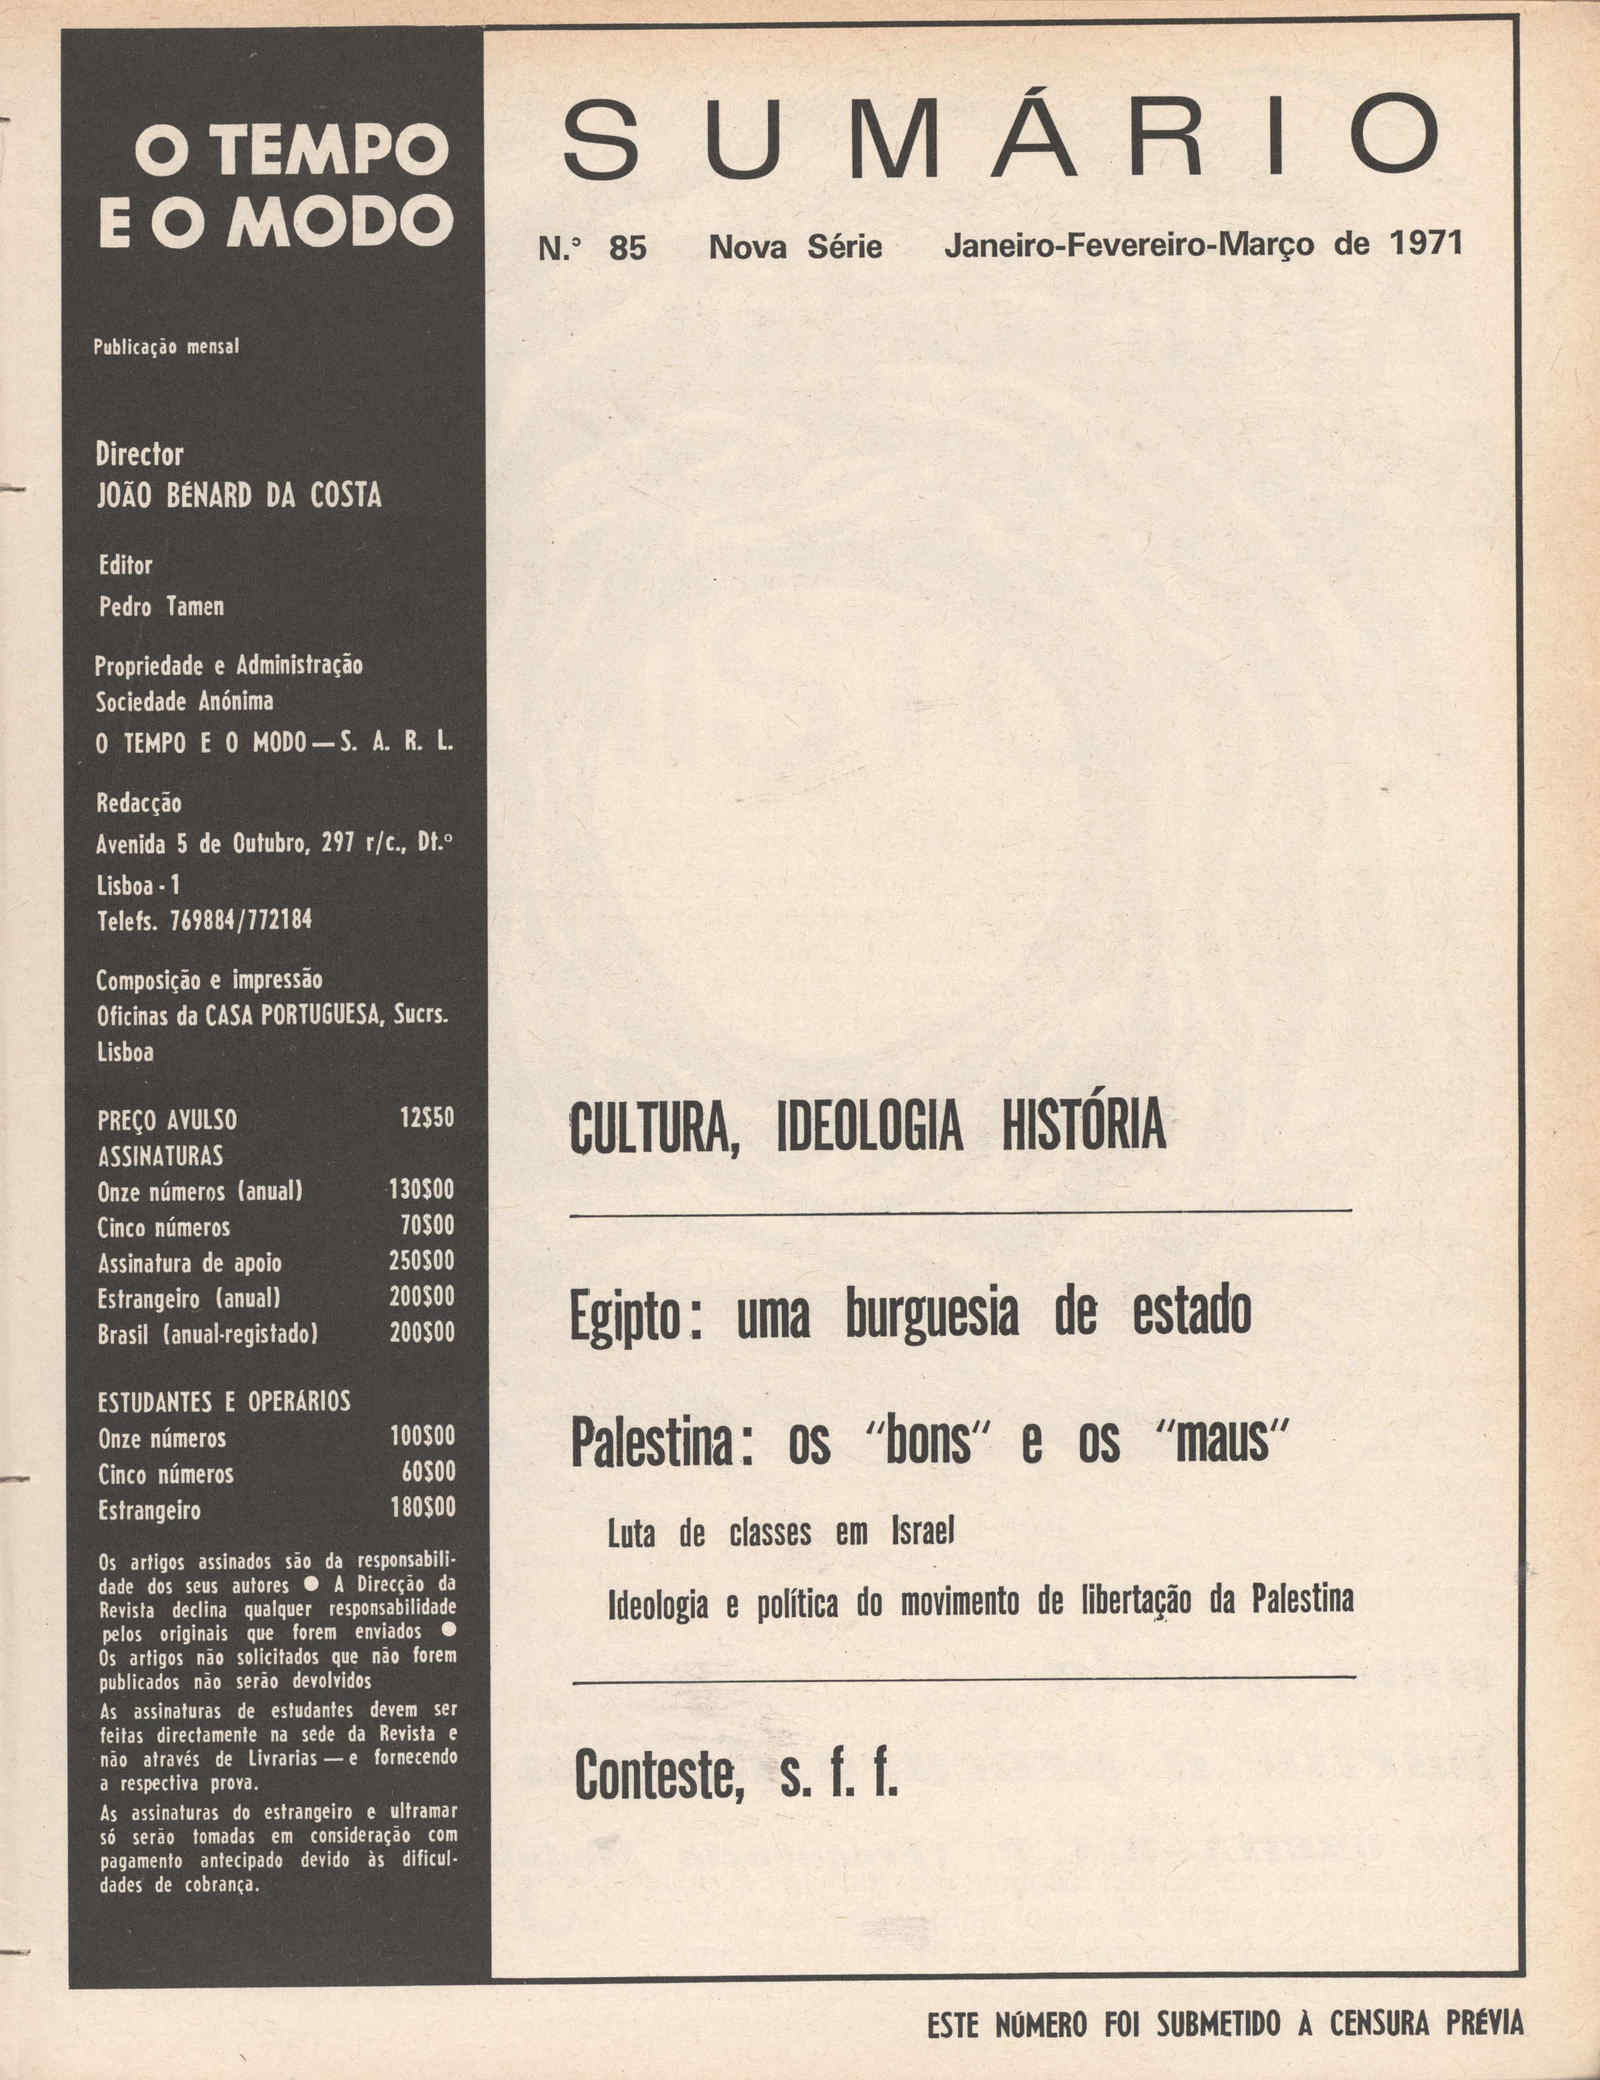 O TEMPO
E O MODO
Publicação mensal
Director
JOÃO BÉNARD DA COSTA
Editor
Pedro Tamen
Propriedade e Administração
Sociedade Anónima
O TEMPO E O MODO — S. A. R. L.
Redacção
Avenida 5 de Outubro, 297 r/c., Dt.º
Lisboa - 1
Telefs. 769884/772184
Composição e impressão
Oficinas da CASA PORTUGUESA, Sucrs.
Lisboa
PREÇO AVULSO 12$50
ASSINATURAS
Onze números (anual) 130$00
Cinco números 70$00
Assinatura de apoio 250$00
Estrangeiro (anual) 200$00
Brasil (anual-registado) 200$00
ESTUDANTES E OPERÁRIOS
Onze números 100$00
Cinco números 60$00
Estrangeiro 180$00
Os artigos assinados são da responsabili-
dade dos seus autores ● A Direcção da
Revista declina qualquer responsabilidade
pelos originais que forem enviados ●
Os artigos não solicitados que não forem
publicados não serão devolvidos
As assinaturas de estudantes devem ser
feitas directamente na sede da Revista e
não através de Livrarias — e fornecendo
a respectiva prova.
As assinaturas do estrangeiro e ultramar
só serão tomadas em consideração com
pagamento antecipado devido às dificul-
dades de cobrança.
SUMÁRIO
N.º 85 Nova Série Janeiro-Fevereiro-Março de 1971
CULTURA, IDEOLOGIA HISTÓRIA
Egipto: uma burguesia de estado
Palestina: os "bons" e os "maus"
Luta de classes em Israel
Ideologia e política do movimento de libertação da Palestina
Conteste, s. f. f.
ESTE NÚMERO FOI SUBMETIDO À CENSURA PRÉVIA